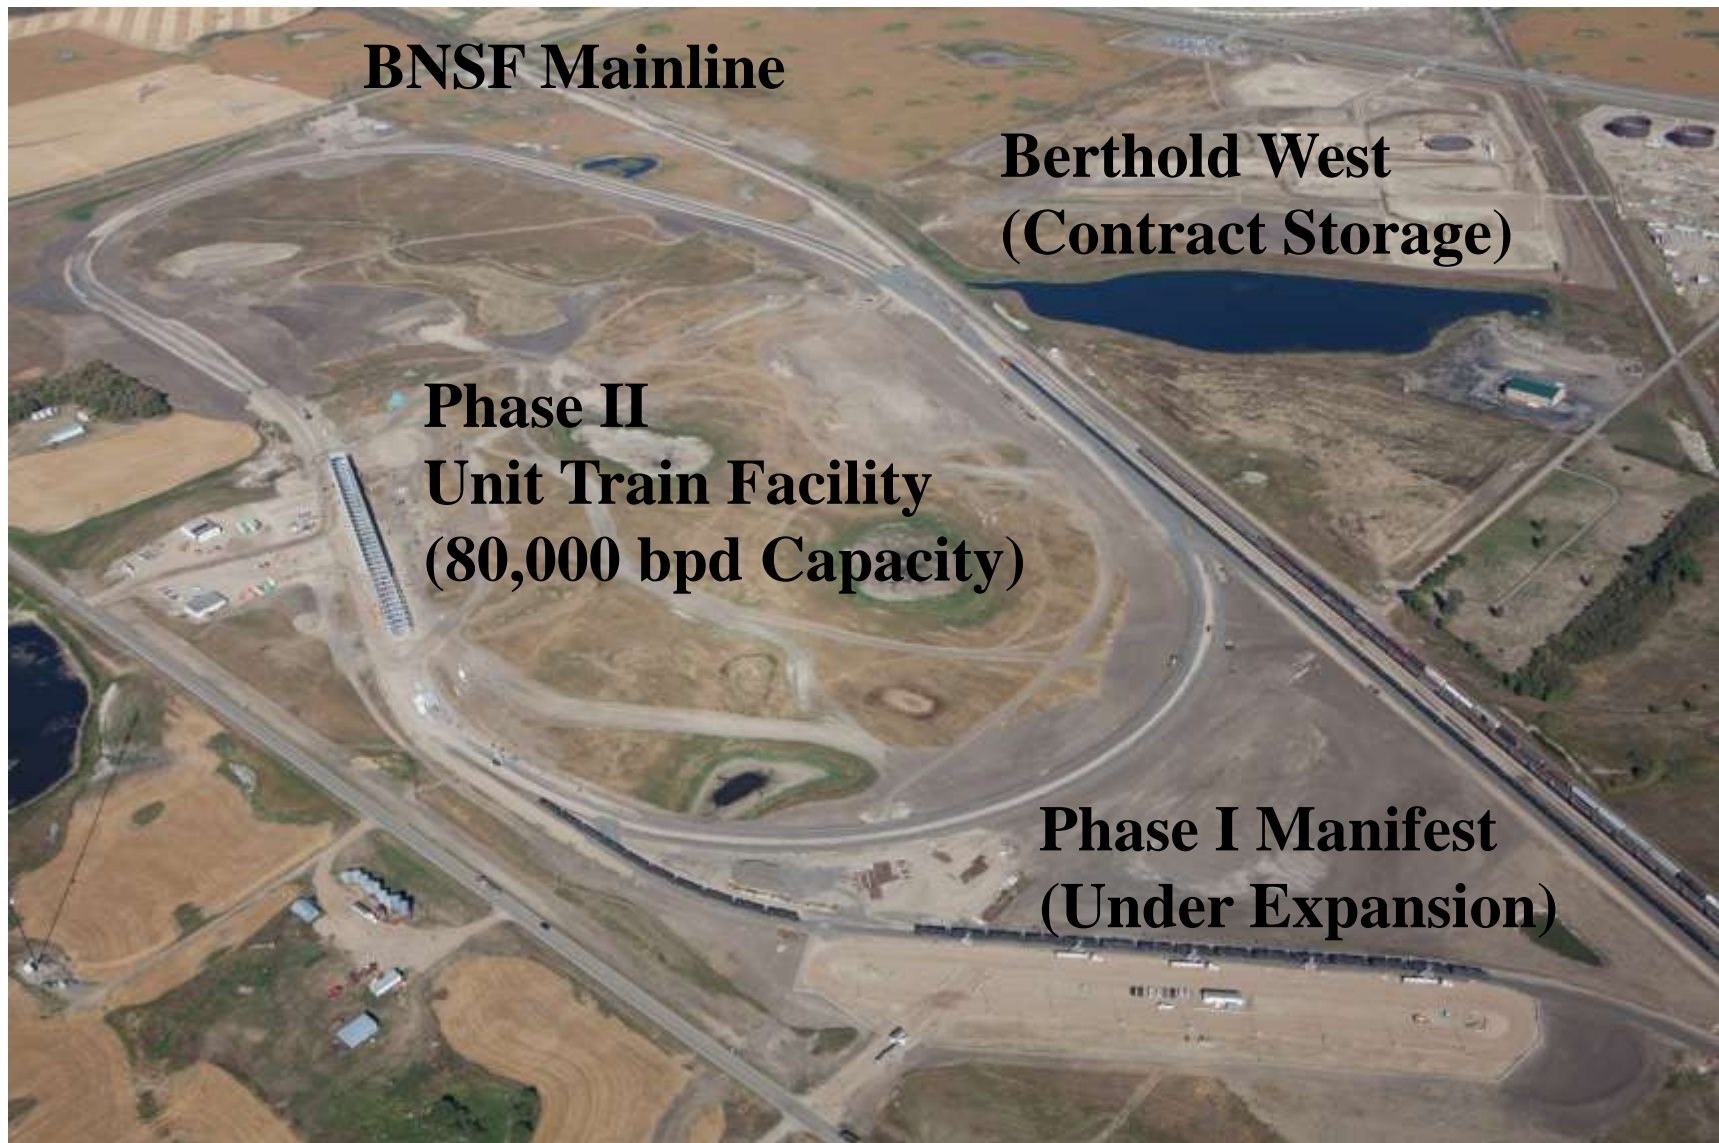 BNSF Mainline
Berthold West
(Contract Storage)
Phase II
Unit Train Facility
(80,000 bpd Capacity)
Phase I Manifest
(Under Expansion)